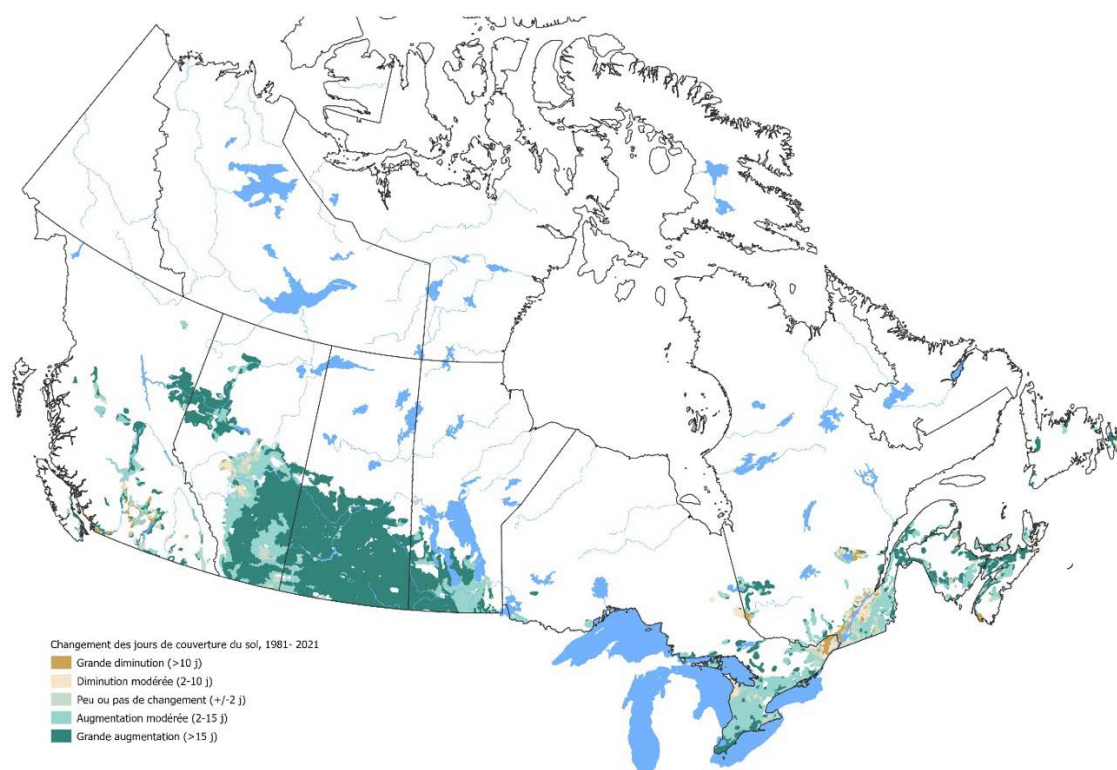 Changement des jours de couverture du sol, 1981- 2021
Grande diminution (>10 j)
Diminution modérée (2-10 j)
Peu ou pas de changement (+/-2 j)
Augmentation modérée (2-15 j)
Grande augmentation (>15 j)